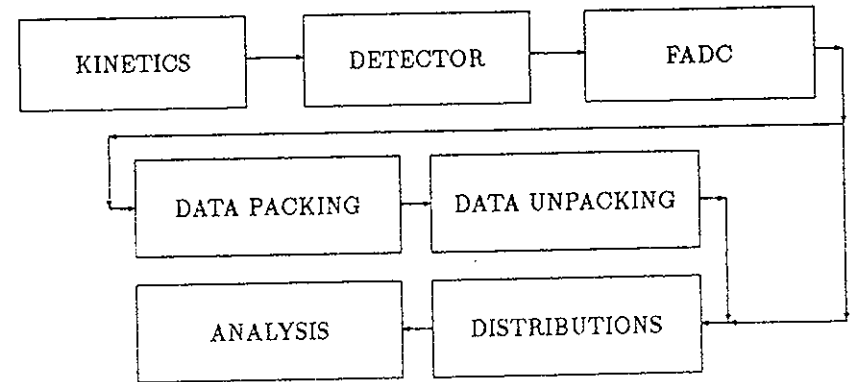 KINETICS
DETECTOR
FADC
DATA PACKING
DATA UNPACKING
ANALYSIS
DISTRIBUTIONS